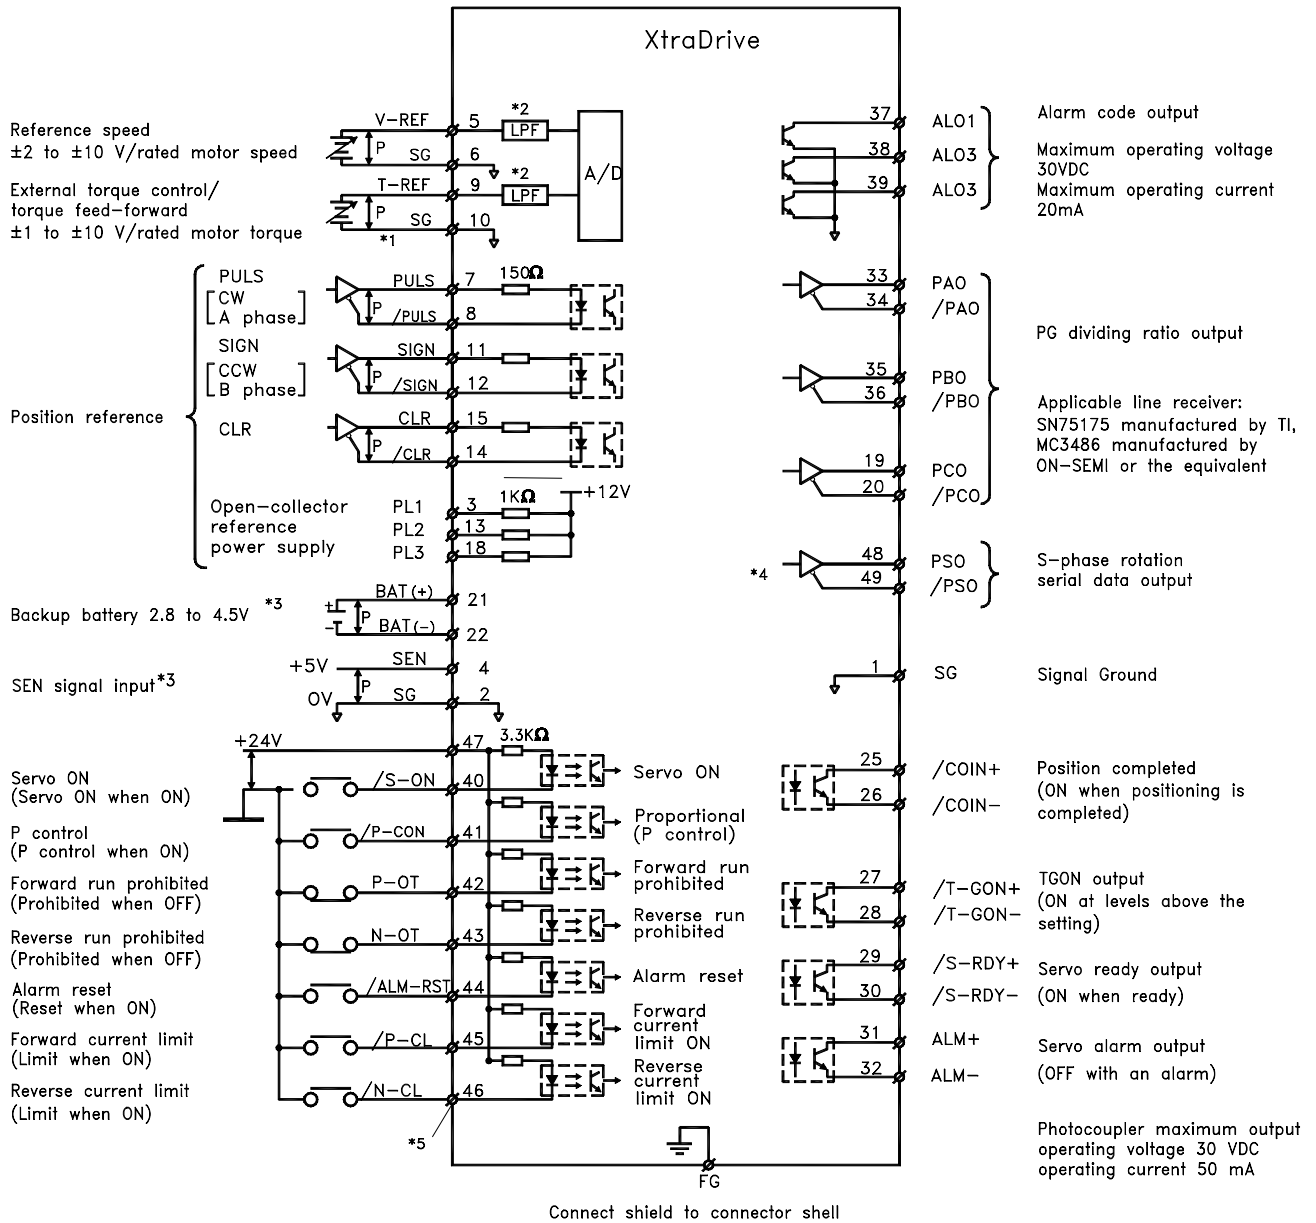 XtraDrive
Reference speed
±2 to ±10 V/rated motor speed
V-REF
5
*2
LPF
P
SG
6
A/D
External torque control/
torque feed-forward
±1 to ±10 V/rated motor torque
T-REF
9
*2
LPF
P
SG
10
*1
Position reference
PULS
CW
A phase
PULS
7
150Ω
P
/PULS
8
SIGN
CCW
B phase
SIGN
11
P
/SIGN
12
CLR
CLR
15
P
/CLR
14
Open-collector
reference
power supply
PL1
3
1KΩ
+12V
PL2
13
PL3
18
Backup battery 2.8 to 4.5V
*3
+
-
BAT(+)
21
P
BAT(-)
22
SEN signal input*3
+5V
SEN
4
P
0V
SG
2
+24V
47
3.3KΩ
Servo ON
(Servo ON when ON)
/S-ON
40
Servo ON
P control
(P control when ON)
/P-CON
41
Proportional
(P control)
Forward run prohibited
(Prohibited when OFF)
P-OT
42
Forward run
prohibited
Reverse run prohibited
(Prohibited when OFF)
N-OT
43
Reverse run
prohibited
Alarm reset
(Reset when ON)
/ALM-RST
44
Alarm reset
Forward current limit
(Limit when ON)
/P-CL
45
Forward
current
limit ON
Reverse current limit
(Limit when ON)
/N-CL
46
Reverse
current
limit ON
*5
37
ALO1
38
ALO3
39
ALO3
Alarm code output
Maximum operating voltage
30VDC
Maximum operating current
20mA
33
PAO
34
/PAO
35
PBO
36
/PBO
19
PCO
20
/PCO
PG dividing ratio output
Applicable line receiver:
SN75175 manufactured by TI,
MC3486 manufactured by
ON-SEMI or the equivalent
*4
48
PSO
49
/PSO
S-phase rotation
serial data output
1
SG
Signal Ground
25
/COIN+
26
/COIN-
Position completed
(ON when positioning is
completed)
27
/T-GON+
28
/T-GON-
TGON output
(ON at levels above the
setting)
29
/S-RDY+
30
/S-RDY-
Servo ready output
(ON when ready)
31
ALM+
32
ALM-
Servo alarm output
(OFF with an alarm)
Photocoupler maximum output
operating voltage 30 VDC
operating current 50 mA
FG
Connect shield to connector shell